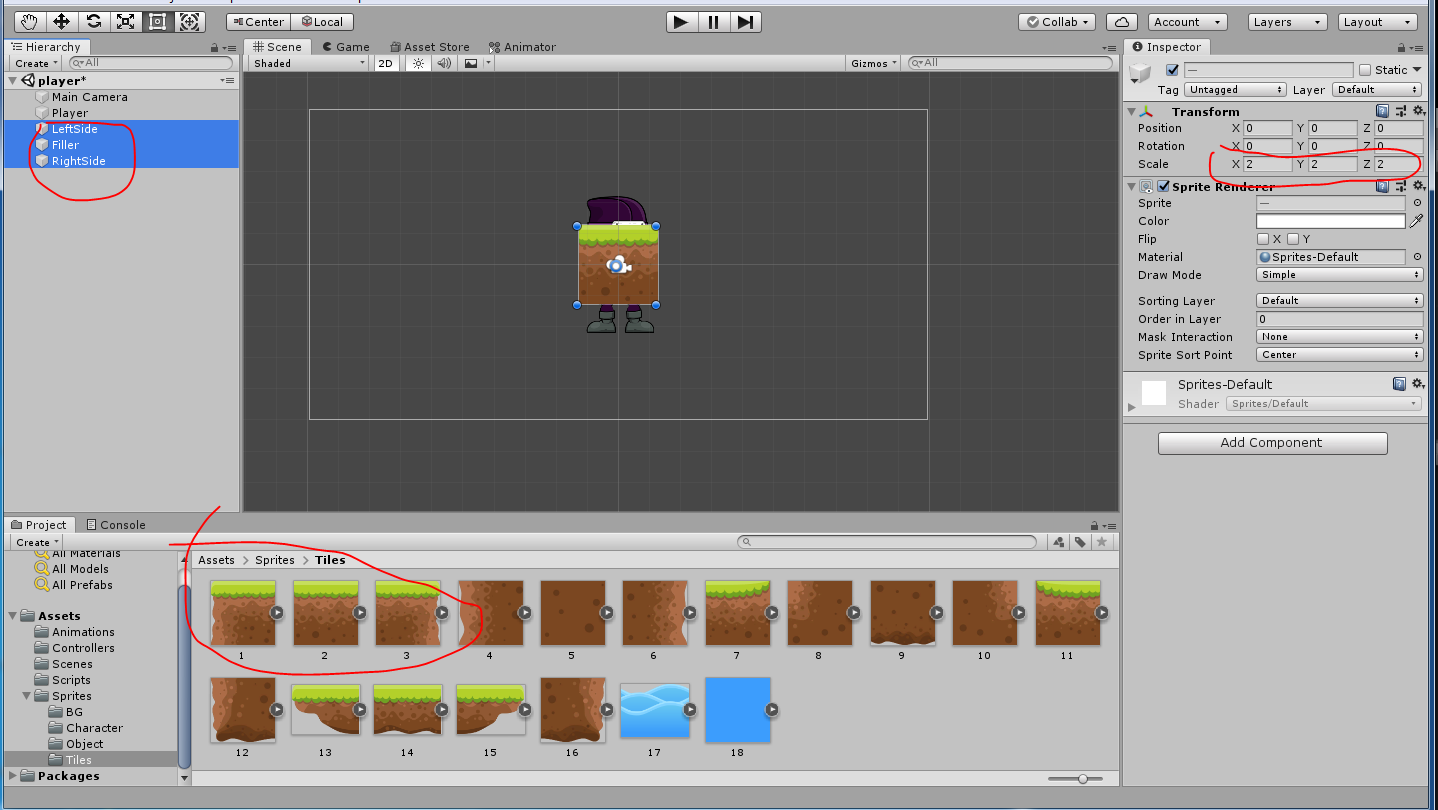 Center Local Collab Account Layers Layout
Hierarchy
Create All
player*
Main Camera
Player
LeftSide
Filler
RightSide
Scene Game Asset Store Animator
Shaded 2D Gizmos All
Inspector
— Static
Tag Untagged Layer Default
Transform
Position X 0 Y 0 Z 0
Rotation X 0 Y 0 Z 0
Scale X 2 Y 2 Z 2
Sprite Renderer
Sprite —
Color
Flip X Y
Material Sprites-Default
Draw Mode Simple
Sorting Layer Default
Order in Layer 0
Mask Interaction None
Sprite Sort Point Center
Sprites-Default
Shader Sprites/Default
Add Component
Project Console
Create
All Materials
All Models
All Prefabs
Assets
Animations
Controllers
Scenes
Scripts
Sprites
BG
Character
Object
Tiles
Packages
Assets Sprites Tiles
1 2 3 4 5 6 7 8 9 10 11
12 13 14 15 16 17 18